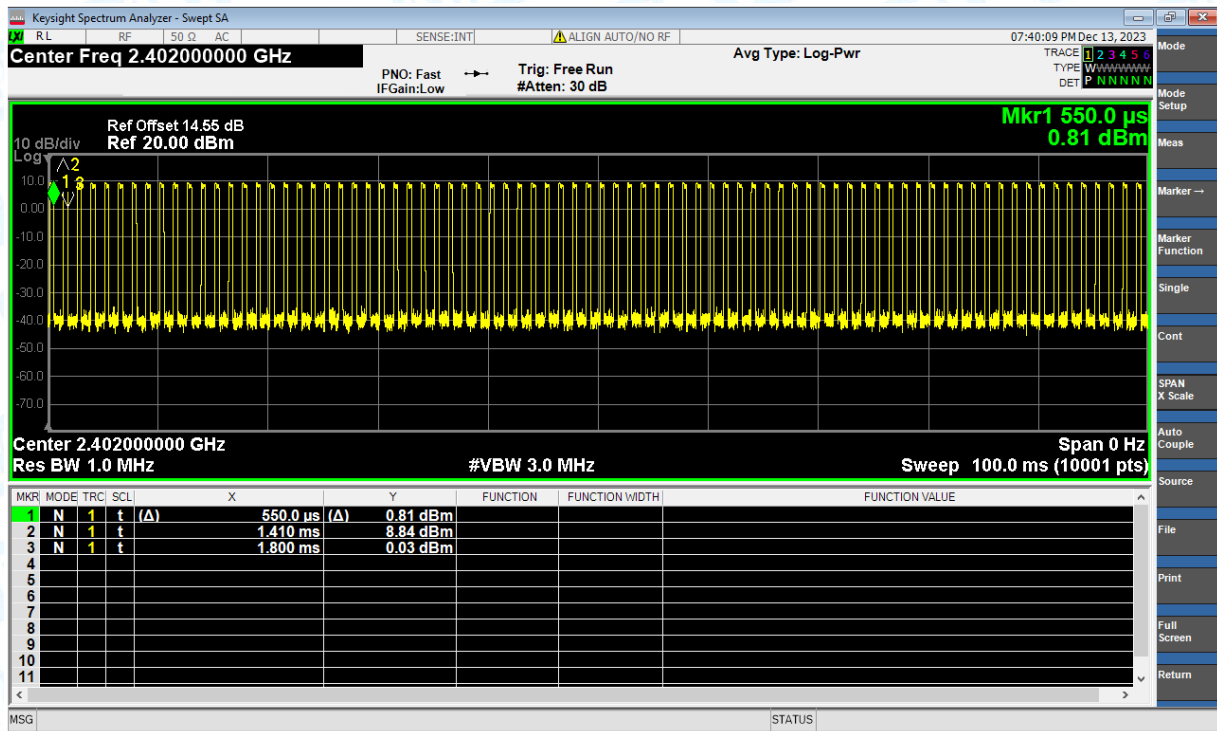 Keysight Spectrum Analyzer - Swept SA
LXI RL RF 50 Ω AC SENSE:INT ALIGN AUTO/NO RF 07:40:09 PM Dec 13, 2023
Center Freq 2.402000000 GHz
PNO: Fast
IFGain:Low
Trig: Free Run
#Atten: 30 dB
Avg Type: Log-Pwr
TRACE 1 2 3 4 5 6
TYPE WWWWWW
DET P N N N N N
Ref Offset 14.55 dB
10 dB/div Ref 20.00 dBm
Log
Mkr1 550.0 µs
0.81 dBm
2
1 3
10.0
0.00
-10.0
-20.0
-30.0
-40.0
-50.0
-60.0
-70.0
Center 2.402000000 GHz Span 0 Hz
Res BW 1.0 MHz #VBW 3.0 MHz Sweep 100.0 ms (10001 pts)
MKR MODE TRC SCL X Y FUNCTION FUNCTION WIDTH FUNCTION VALUE
1 N 1 t (Δ) 550.0 µs (Δ) 0.81 dBm
2 N 1 t 1.410 ms 8.84 dBm
3 N 1 t 1.800 ms 0.03 dBm
4
5
6
7
8
9
10
11
MSG STATUS
Mode
Mode
Setup
Meas
Marker→
Marker
Function
Single
Cont
SPAN
X Scale
Auto
Couple
Source
File
Print
Full
Screen
Return